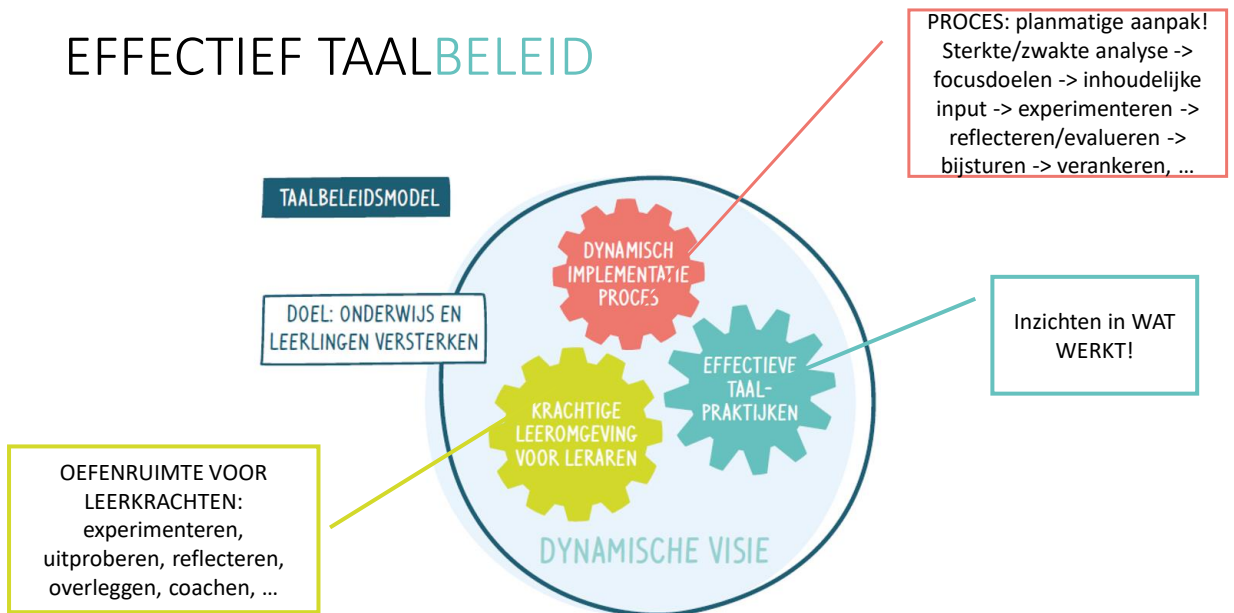 EFFECTIEF TAALBELEID
PROCES: planmatige aanpak!
Sterkte/zwakte analyse ->
focusdoelen -> inhoudelijke
input -> experimenteren ->
reflecteren/evalueren ->
bijsturen -> verankeren, …
TAALBELEIDSMODEL
DOEL: ONDERWIJS EN
LEERLINGEN VERSTERKEN
DYNAMISCH
IMPLEMENTATIE
PROCES
Inzichten in WAT
WERKT!
EFFECTIEVE
TAAL-
PRAKTIJKEN
KRACHTIGE
LEEROMGEVING
VOOR LERAREN
OEFENRUIMTE VOOR
LEERKRACHTEN:
experimenteren,
uitproberen, reflecteren,
overleggen, coachen, …
DYNAMISCHE VISIE